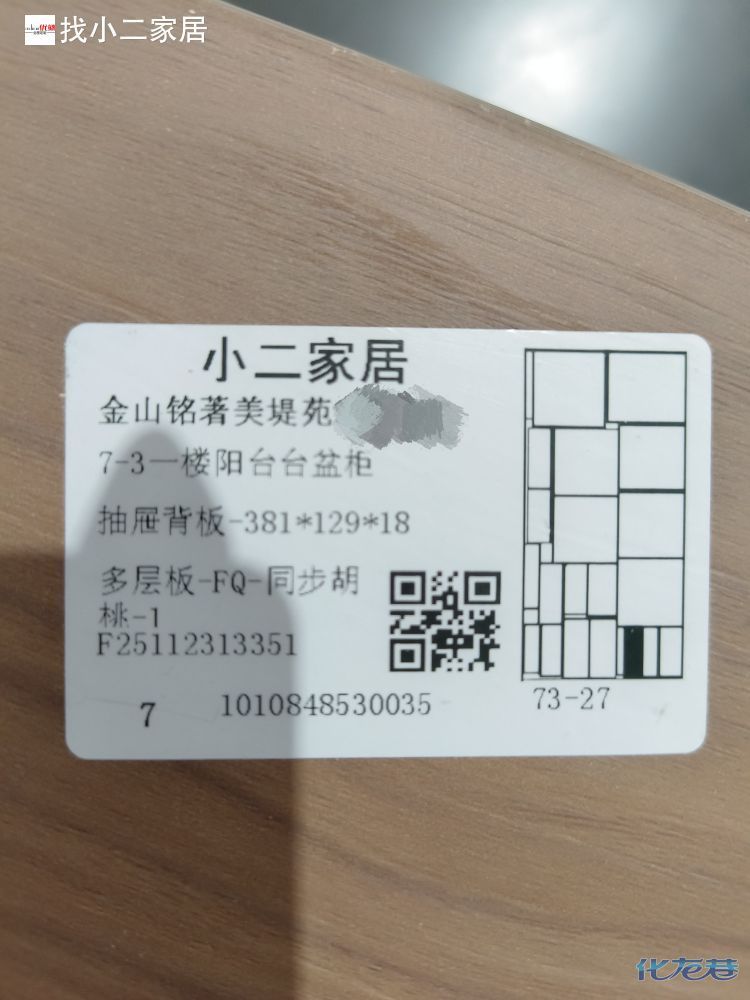 找小二家居
小二家居
金山铭著美堤苑
7-3一楼阳台台盆柜
抽屉背板-381*129*18
多层板-FQ-同步胡
桃-1
F25112313351
7
1010848530035
73-27
化龙巷